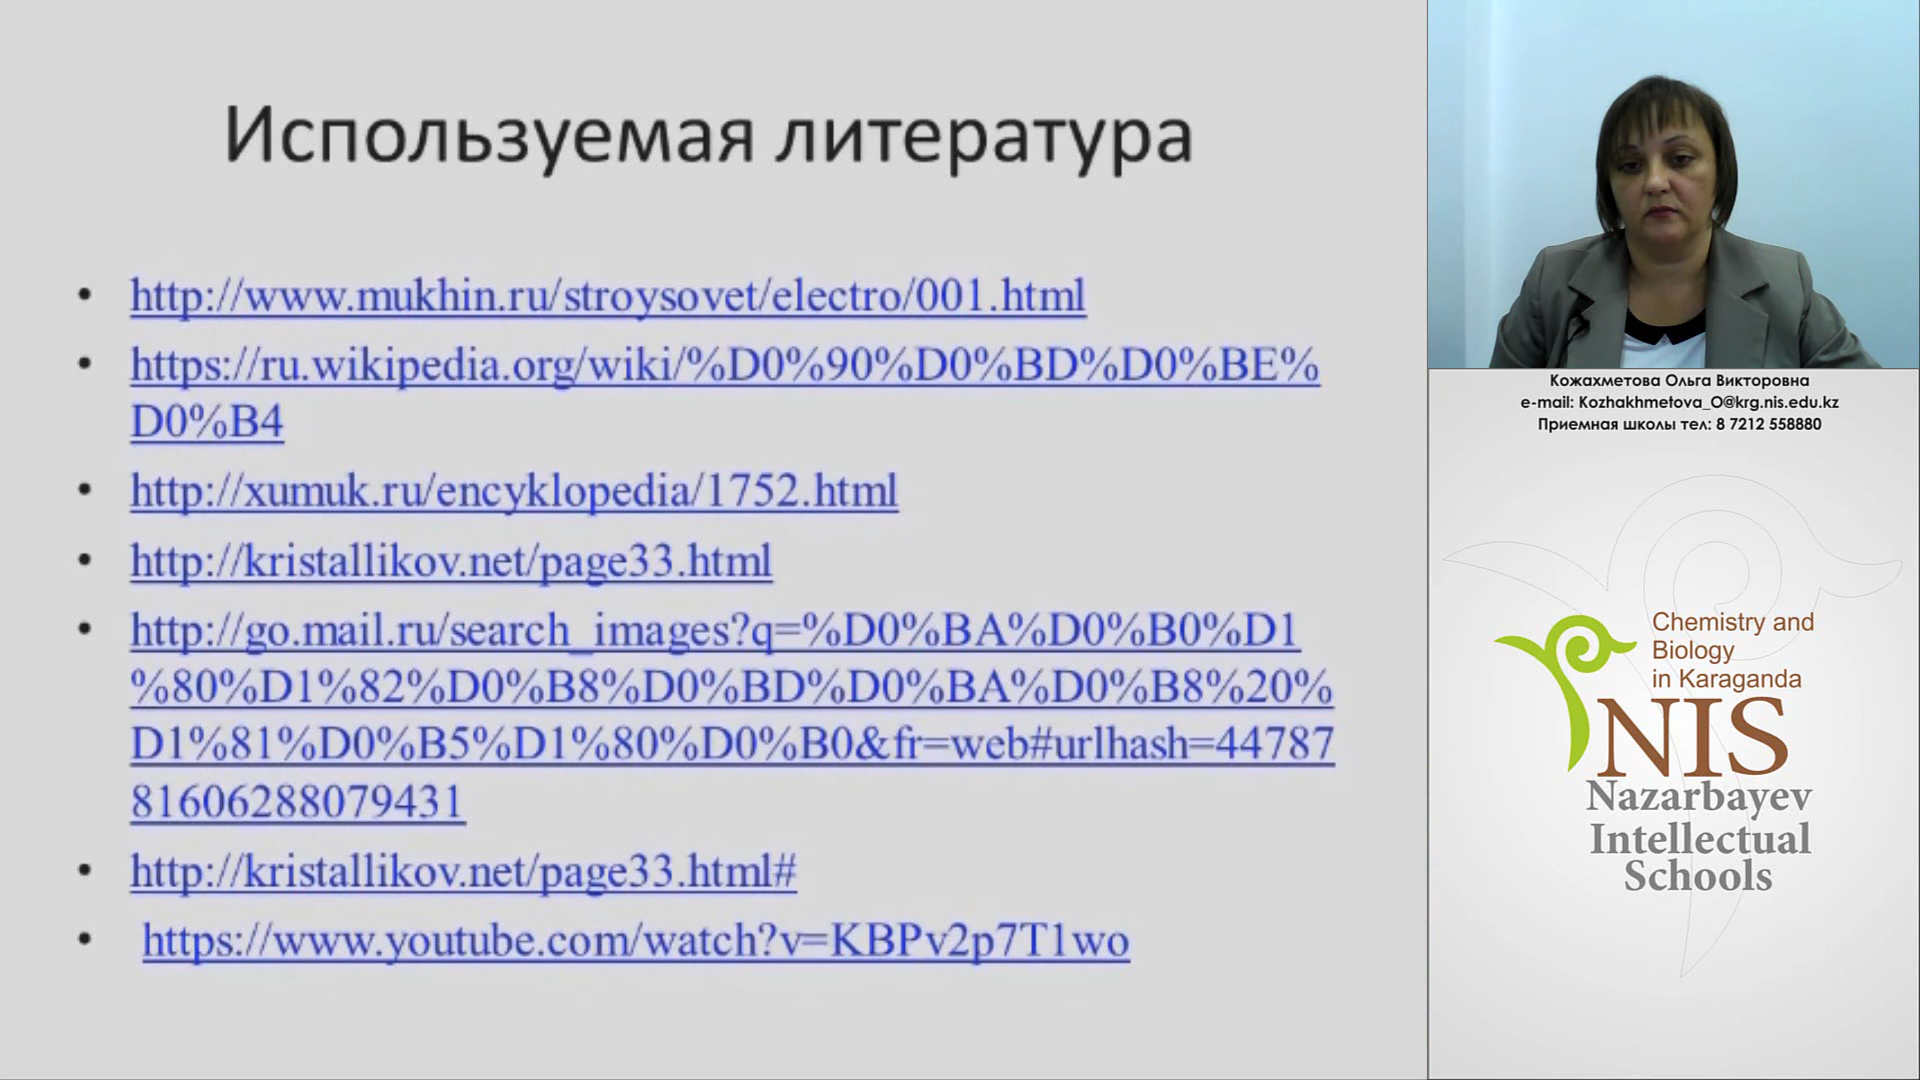 Используемая литература
• http://www.mukhin.ru/stroysovet/electro/001.html
• https://ru.wikipedia.org/wiki/%D0%90%D0%BD%D0%BE%
D0%B4
• http://xumuk.ru/encyklopedia/1752.html
• http://kristallikov.net/page33.html
• http://go.mail.ru/search_images?q=%D0%BA%D0%B0%D1
%80%D1%82%D0%B8%D0%BD%D0%BA%D0%B8%20%
D1%81%D0%B5%D1%80%D0%B0&fr=web#urlhash=44787
81606288079431
• http://kristallikov.net/page33.html#
• https://www.youtube.com/watch?v=KBPv2p7T1wo
Кожахметова Ольга Викторовна
e-mail: Kozhakhmetova_O@krg.nis.edu.kz
Приемная школы тел: 8 7212 558880
Chemistry and
Biology
in Karaganda
NIS
Nazarbayev
Intellectual
Schools